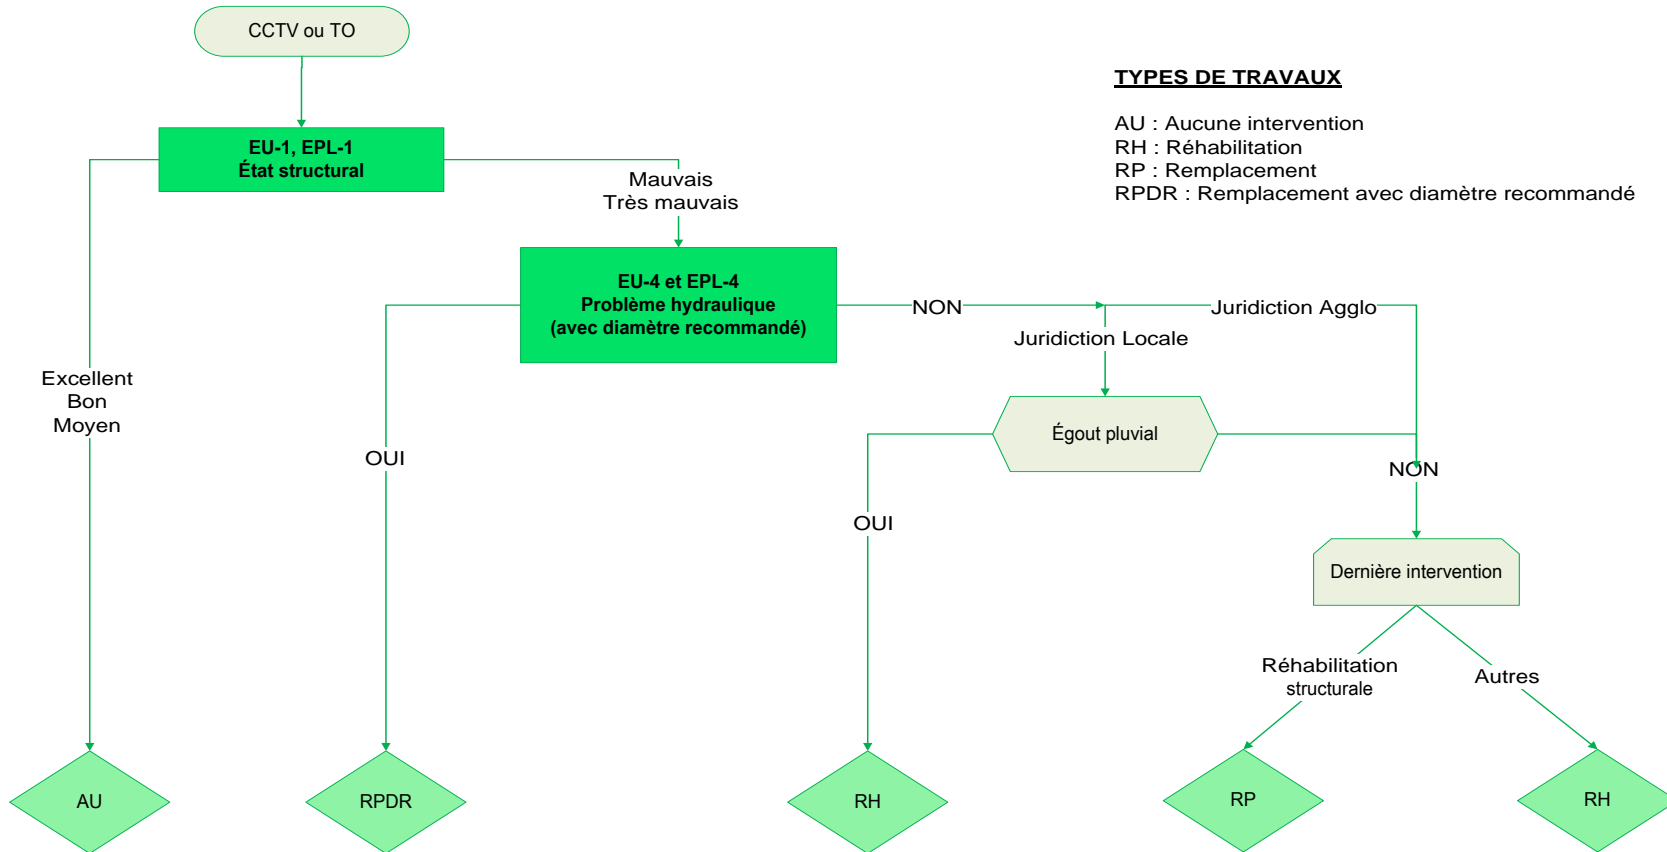 CCTV ou TO
TYPES DE TRAVAUX
AU : Aucune intervention
RH : Réhabilitation
RP : Remplacement
RPDR : Remplacement avec diamètre recommandé
EU-1, EPL-1
État structural
Mauvais
Très mauvais
EU-4 et EPL-4
Problème hydraulique
(avec diamètre recommandé)
NON
Juridiction Agglo
Juridiction Locale
Excellent
Bon
Moyen
Égout pluvial
OUI
NON
OUI
Dernière intervention
Réhabilitation
structurale
Autres
AU
RPDR
RH
RP
RH